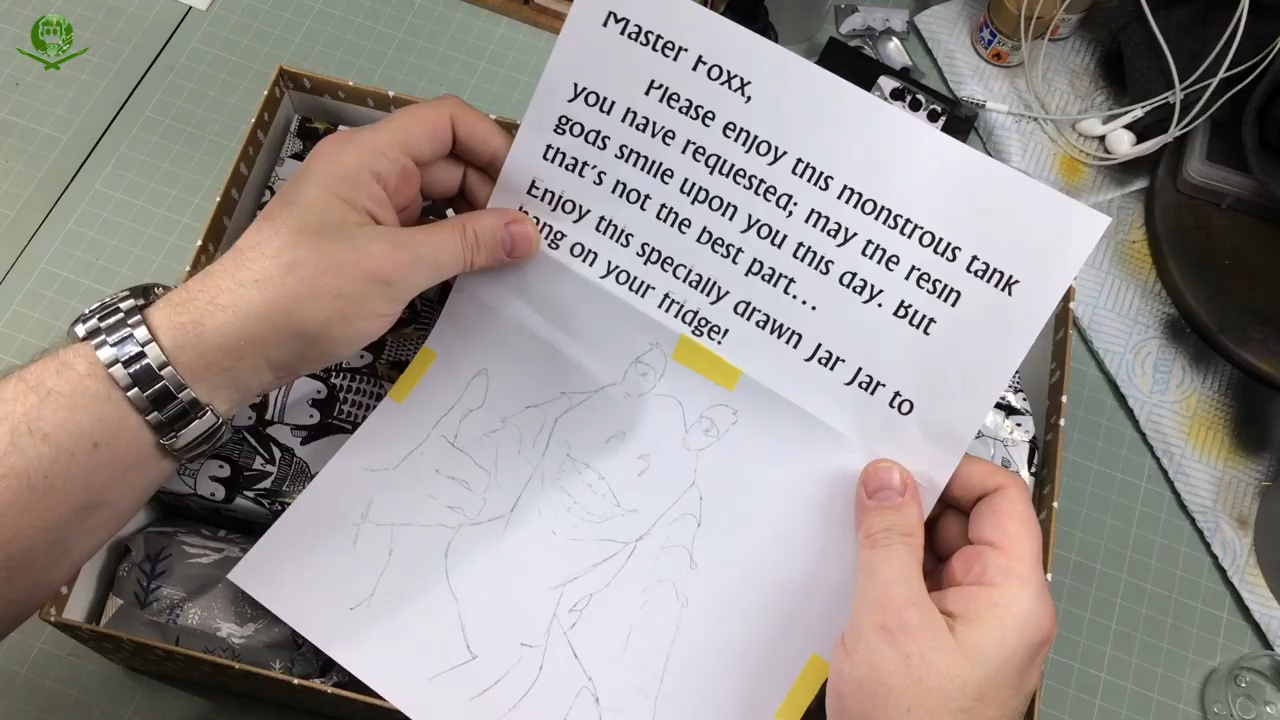 Master Foxx,
Please enjoy this monstrous tank
you have requested; may the resin
gods smile upon you this day. But
that's not the best part...
Enjoy this specially drawn Jar Jar to
hang on your fridge!